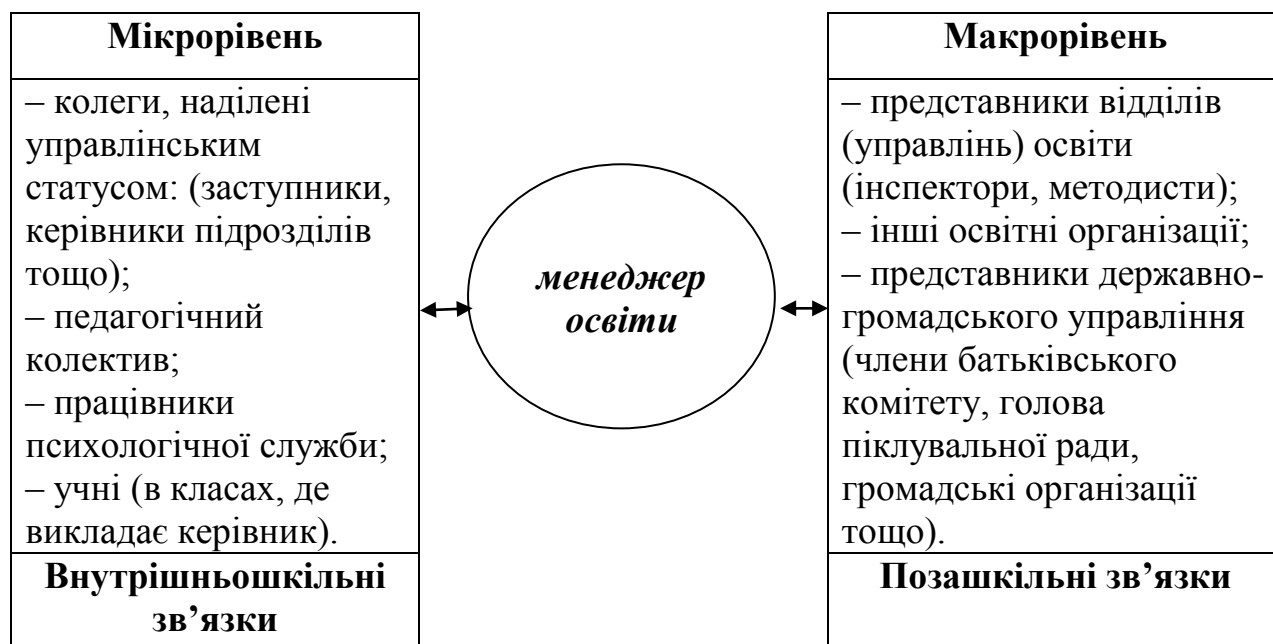 Мікрорівень
– колеги, наділені
управлінським
статусом: (заступники,
керівники підрозділів
тощо);
– педагогічний
колектив;
– працівники
психологічної служби;
– учні (в класах, де
викладає керівник).
Внутрішньошкільні
зв’язки
менеджер
освіти
Макрорівень
– представники відділів
(управлінь) освіти
(інспектори, методисти);
– інші освітні організації;
– представники державно-
громадського управління
(члени батьківського
комітету, голова
піклувальної ради,
громадські організації
тощо).
Позашкільні зв’язки